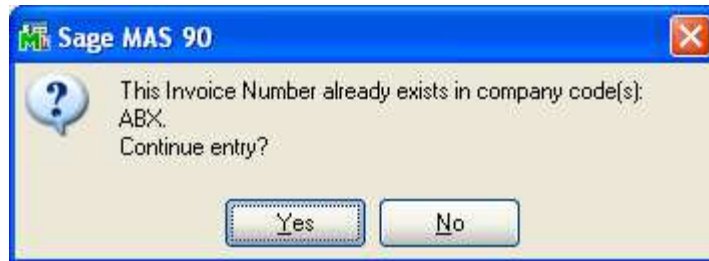 Sage MAS 90
This Invoice Number already exists in company code(s):
ABX.
Continue entry?
Yes No